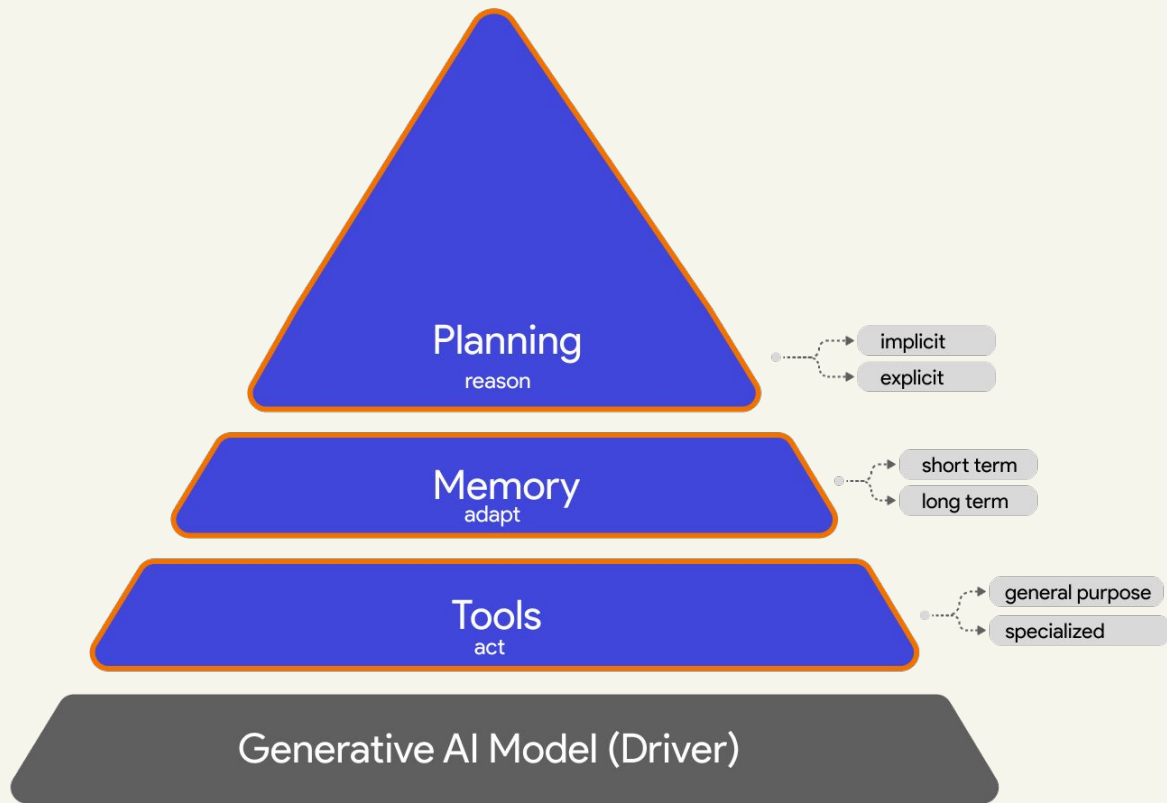 Planning
reason
implicit
explicit
Memory
adapt
short term
long term
Tools
act
general purpose
specialized
Generative AI Model (Driver)